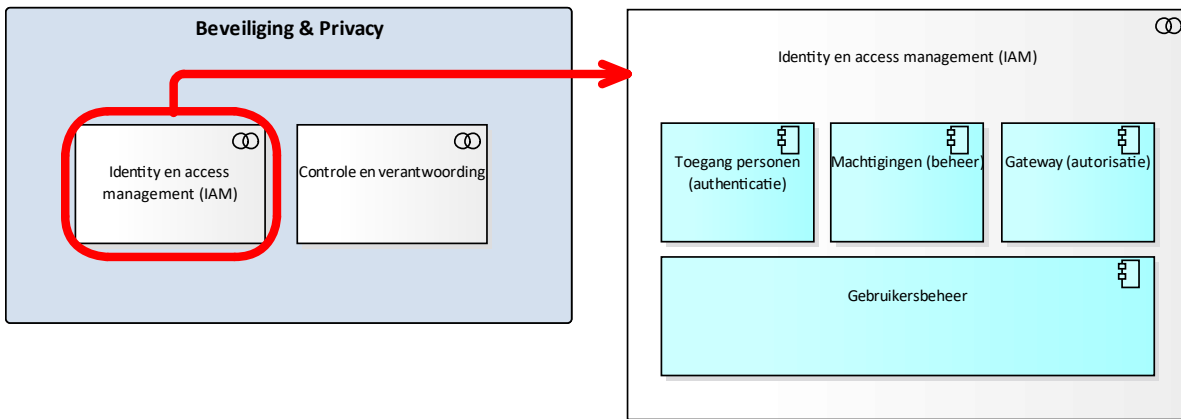 Beveiliging & Privacy
Identity en access
management (IAM)
Controle en verantwoording
Identity en access management (IAM)
Toegang personen
(authenticatie)
Machtigingen (beheer)
Gateway (autorisatie)
Gebruikersbeheer